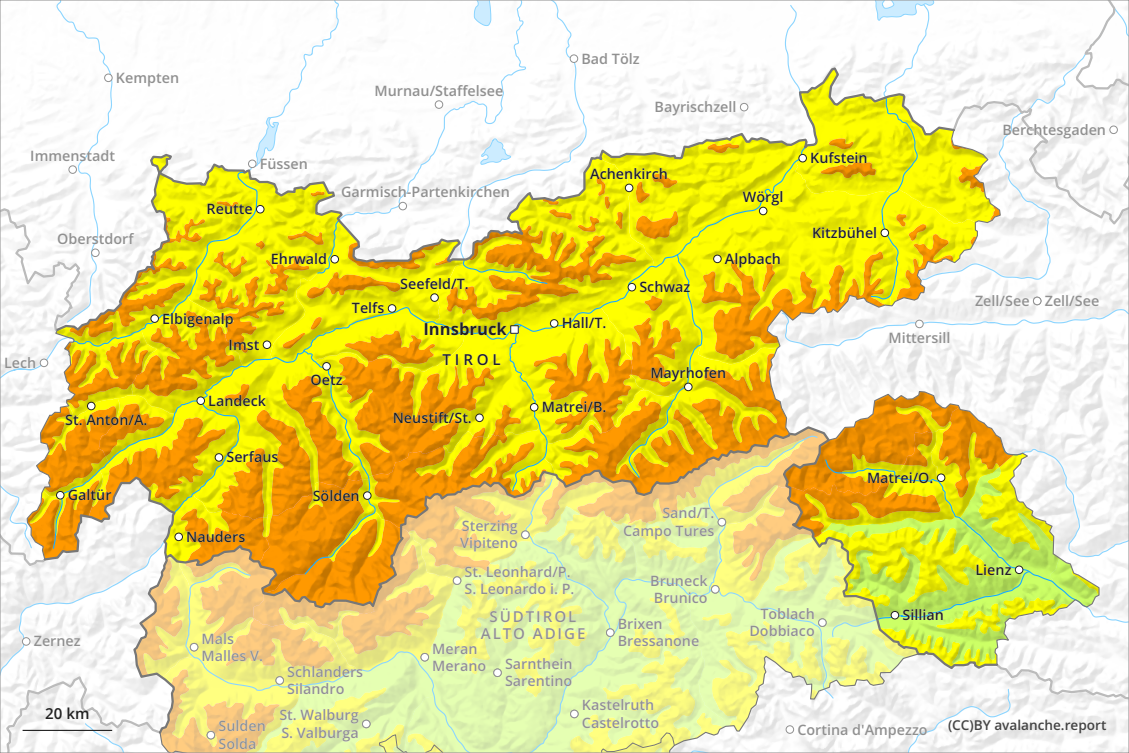 Kempten
Bad Tölz
Murnau/Staffelsee
Bayrischzell
Berchtesgaden
Immenstadt
Füssen
Kufstein
Achenkirch
Garmisch-Partenkirchen
Reutte
Wörgl
Oberstdorf
Kitzbühel
Ehrwald
Alpbach
Seefeld/T.
Schwaz
Zell/See
Zell/See
Telfs
Elbigenalp
Innsbruck
Hall/T.
Mittersill
Imst
TIROL
Lech
Oetz
Mayrhofen
Landeck
Matrei/B.
St. Anton/A.
Neustift/St.
Serfaus
Matrei/O.
Galtür
Sölden
Sand/T.
Campo Tures
Sterzing
Vipiteno
Nauders
Lienz
St. Leonhard/P.
S. Leonardo i. P.
Bruneck
Brunico
SÜDTIROL
ALTO ADIGE
Toblach
Dobbiaco
Sillian
Brixen
Bressanone
Zernez
Mals
Malles V.
Meran
Merano
Sarnthein
Sarentino
Schlanders
Silandro
20 km
St. Walburg
S. Valburga
Kastelruth
Castelrotto
Sulden
Solda
Cortina d'Ampezzo
(CC)BY avalanche.report